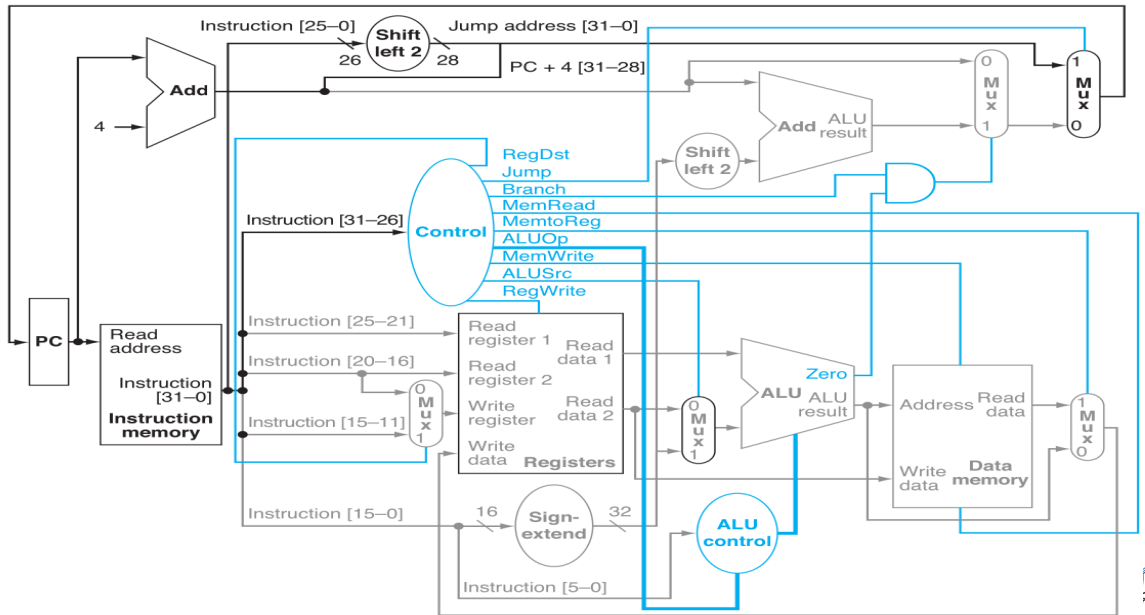 Instruction [25–0]
Shift
left 2
Jump address [31–0]
26
28
PC + 4 [31–28]
Add
4
0
M
u
x
1
1
M
u
x
0
Add
ALU
result
Shift
left 2
RegDst
Jump
Branch
MemRead
MemtoReg
ALUOp
MemWrite
ALUSrc
RegWrite
Control
Instruction [31–26]
PC
Read
address
Instruction
[31–0]
Instruction
memory
Instruction [25–21]
Instruction [20–16]
Instruction [15–11]
0
M
u
x
1
Read
register 1
Read
register 2
Write
register
Write
data
Read
data 1
Read
data 2
Registers
0
M
u
x
1
Zero
ALU
ALU
result
Address
Read
data
Write
data
Data
memory
1
M
u
x
0
Instruction [15–0]
16
Sign-
extend
32
ALU
control
Instruction [5–0]